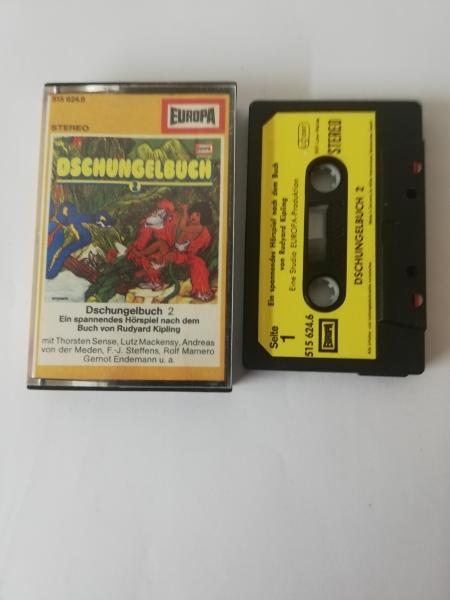 515 624.6
EUROPA
STEREO
DSCHUNGELBUCH
2
Dschungelbuch 2
Ein spannendes Hörspiel nach dem
Buch von Rudyard Kipling
mit Thorsten Sense, Lutz Mackensy, Andreas
von der Meden, F.-J. Steffens, Rolf Mamero
Gernot Endemann u. a.
Seite
1
515 624.6
EUROPA
Ein spannendes Hörspiel nach dem Buch
von Rudyard Kipling
Eine Studio EUROPA-Produktion
STEREO
DSCHUNGELBUCH 2